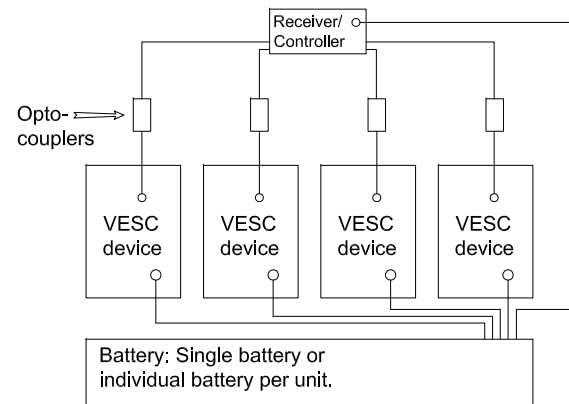 Receiver/
Controller
Opto-
couplers
VESC
device
VESC
device
VESC
device
VESC
device
Battery: Single battery or
individual battery per unit.